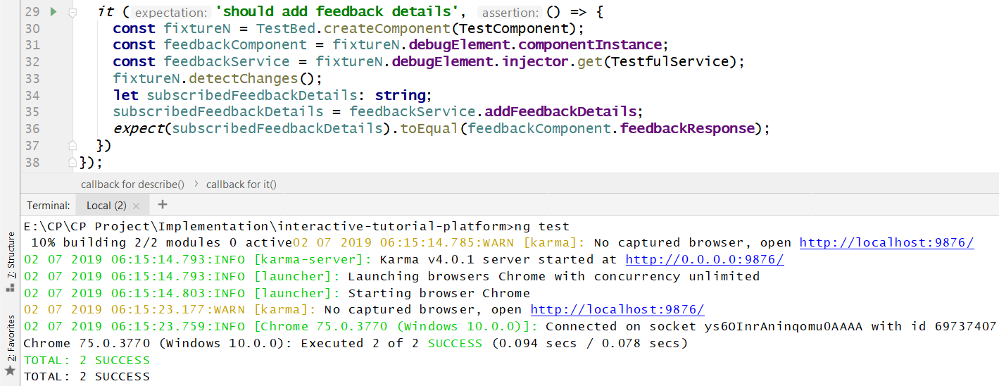 29 it ( expectation: 'should add feedback details', assertion: () => {
30 const fixtureN = TestBed.createComponent(TestComponent);
31 const feedbackComponent = fixtureN.debugElement.componentInstance;
32 const feedbackService = fixtureN.debugElement.injector.get(TestfulService);
33 fixtureN.detectChanges();
34 let subscribedFeedbackDetails: string;
35 subscribedFeedbackDetails = feedbackService.addFeedbackDetails;
36 expect(subscribedFeedbackDetails).toEqual(feedbackComponent.feedbackResponse);
37 })
38 });
callback for describe() > callback for it()
Terminal: Local (2) × +
E:\CP\CP Project\Implementation\interactive-tutorial-platform>ng test
10% building 2/2 modules 0 active02 07 2019 06:15:14.785:WARN [karma]: No captured browser, open http://localhost:9876/
02 07 2019 06:15:14.793:INFO [karma-server]: Karma v4.0.1 server started at http://0.0.0.0:9876/
02 07 2019 06:15:14.793:INFO [launcher]: Launching browsers Chrome with concurrency unlimited
02 07 2019 06:15:14.803:INFO [launcher]: Starting browser Chrome
02 07 2019 06:15:23.177:WARN [karma]: No captured browser, open http://localhost:9876/
02 07 2019 06:15:23.759:INFO [Chrome 75.0.3770 (Windows 10.0.0)]: Connected on socket ys6OInrAninqomu0AAAA with id 69737407
Chrome 75.0.3770 (Windows 10.0.0): Executed 2 of 2 SUCCESS (0.094 secs / 0.078 secs)
TOTAL: 2 SUCCESS
TOTAL: 2 SUCCESS
7: Structure
2: Favorites